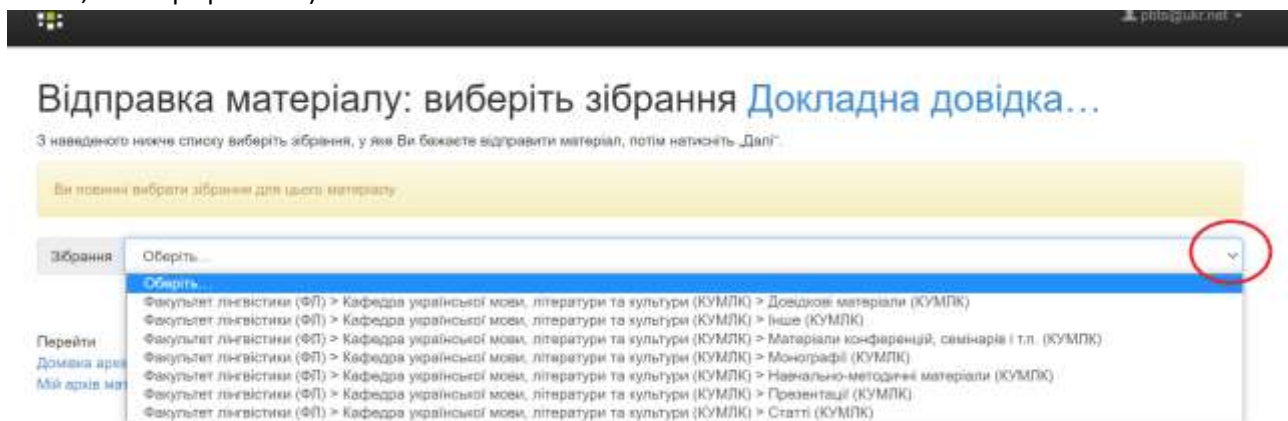 pbts@ukr.net
Відправка матеріалу: виберіть зібрання Докладна довідка…
З наведеного нижче списку виберіть зібрання, у яке Ви бажаєте відправити матеріал, потім натисніть „Далі“.
Ви повинні вибрати зібрання для цього матеріалу
Зібрання Оберіть...
Оберіть...
Факультет лінгвістики (ФЛ) > Кафедра української мови, літератури та культури (КУМЛК) > Довідкові матеріали (КУМЛК)
Факультет лінгвістики (ФЛ) > Кафедра української мови, літератури та культури (КУМЛК) > Інше (КУМЛК)
Факультет лінгвістики (ФЛ) > Кафедра української мови, літератури та культури (КУМЛК) > Матеріали конференцій, семінарів і т.п. (КУМЛК)
Перейти Факультет лінгвістики (ФЛ) > Кафедра української мови, літератури та культури (КУМЛК) > Монографії (КУМЛК)
Домівка Факультет лінгвістики (ФЛ) > Кафедра української мови, літератури та культури (КУМЛК) > Навчально-методичні матеріали (КУМЛК)
Мій архів Факультет лінгвістики (ФЛ) > Кафедра української мови, літератури та культури (КУМЛК) > Презентації (КУМЛК)
Факультет лінгвістики (ФЛ) > Кафедра української мови, літератури та культури (КУМЛК) > Статті (КУМЛК)